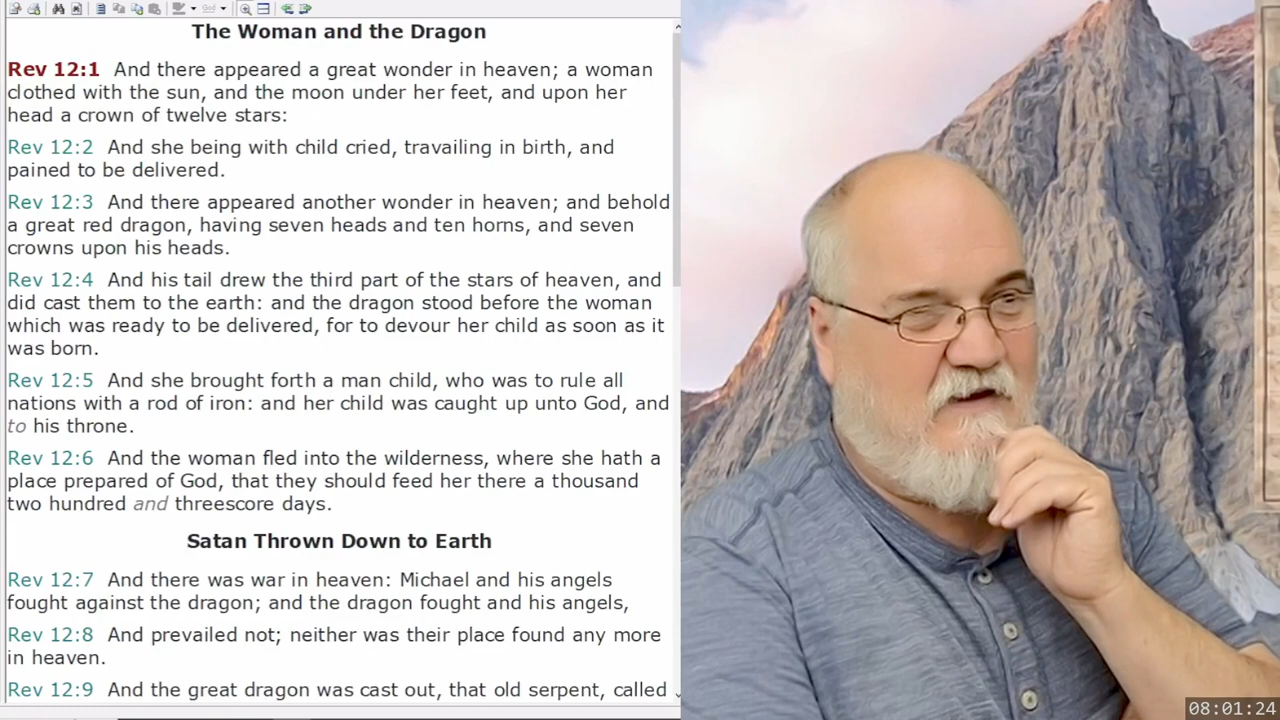 The Woman and the Dragon
Rev 12:1 And there appeared a great wonder in heaven; a woman
clothed with the sun, and the moon under her feet, and upon her
head a crown of twelve stars:
Rev 12:2 And she being with child cried, travailing in birth, and
pained to be delivered.
Rev 12:3 And there appeared another wonder in heaven; and behold
a great red dragon, having seven heads and ten horns, and seven
crowns upon his heads.
Rev 12:4 And his tail drew the third part of the stars of heaven, and
did cast them to the earth: and the dragon stood before the woman
which was ready to be delivered, for to devour her child as soon as it
was born.
Rev 12:5 And she brought forth a man child, who was to rule all
nations with a rod of iron: and her child was caught up unto God, and
to his throne.
Rev 12:6 And the woman fled into the wilderness, where she hath a
place prepared of God, that they should feed her there a thousand
two hundred and threescore days.
Satan Thrown Down to Earth
Rev 12:7 And there was war in heaven: Michael and his angels
fought against the dragon; and the dragon fought and his angels,
Rev 12:8 And prevailed not; neither was their place found any more
in heaven.
Rev 12:9 And the great dragon was cast out, that old serpent, called
08:01:24